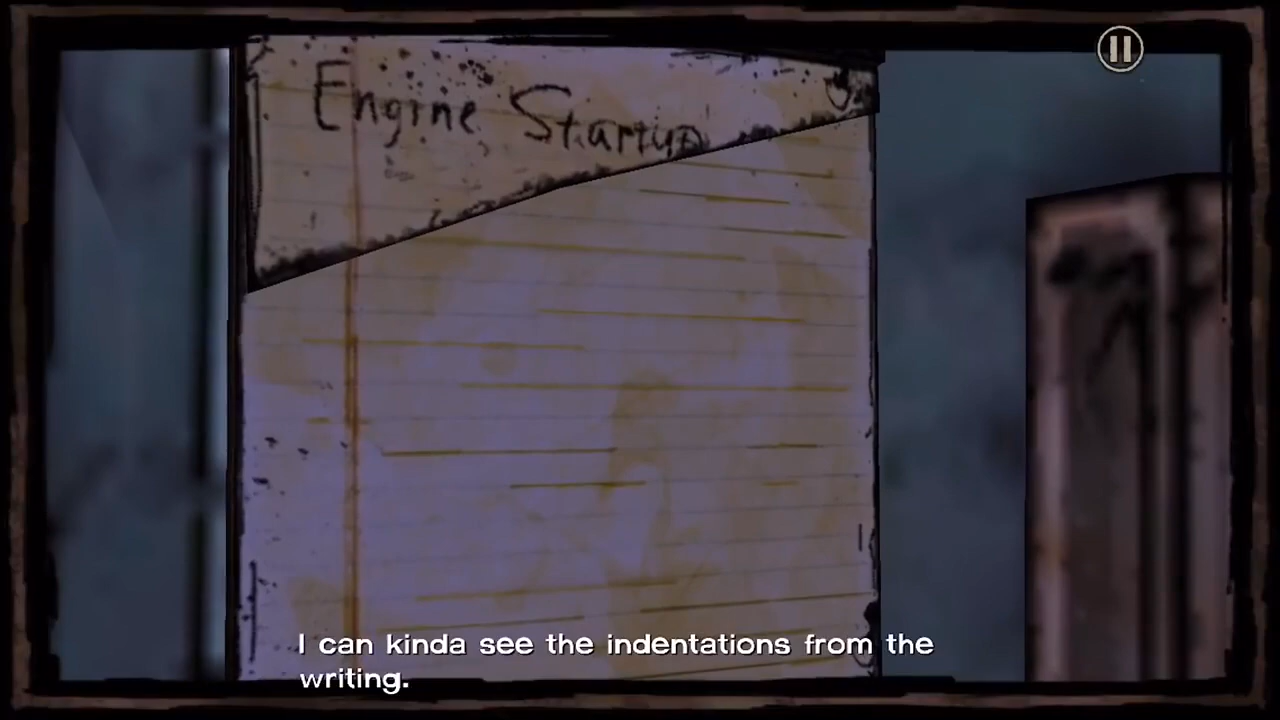 Engine Startup
I can kinda see the indentations from the
writing.